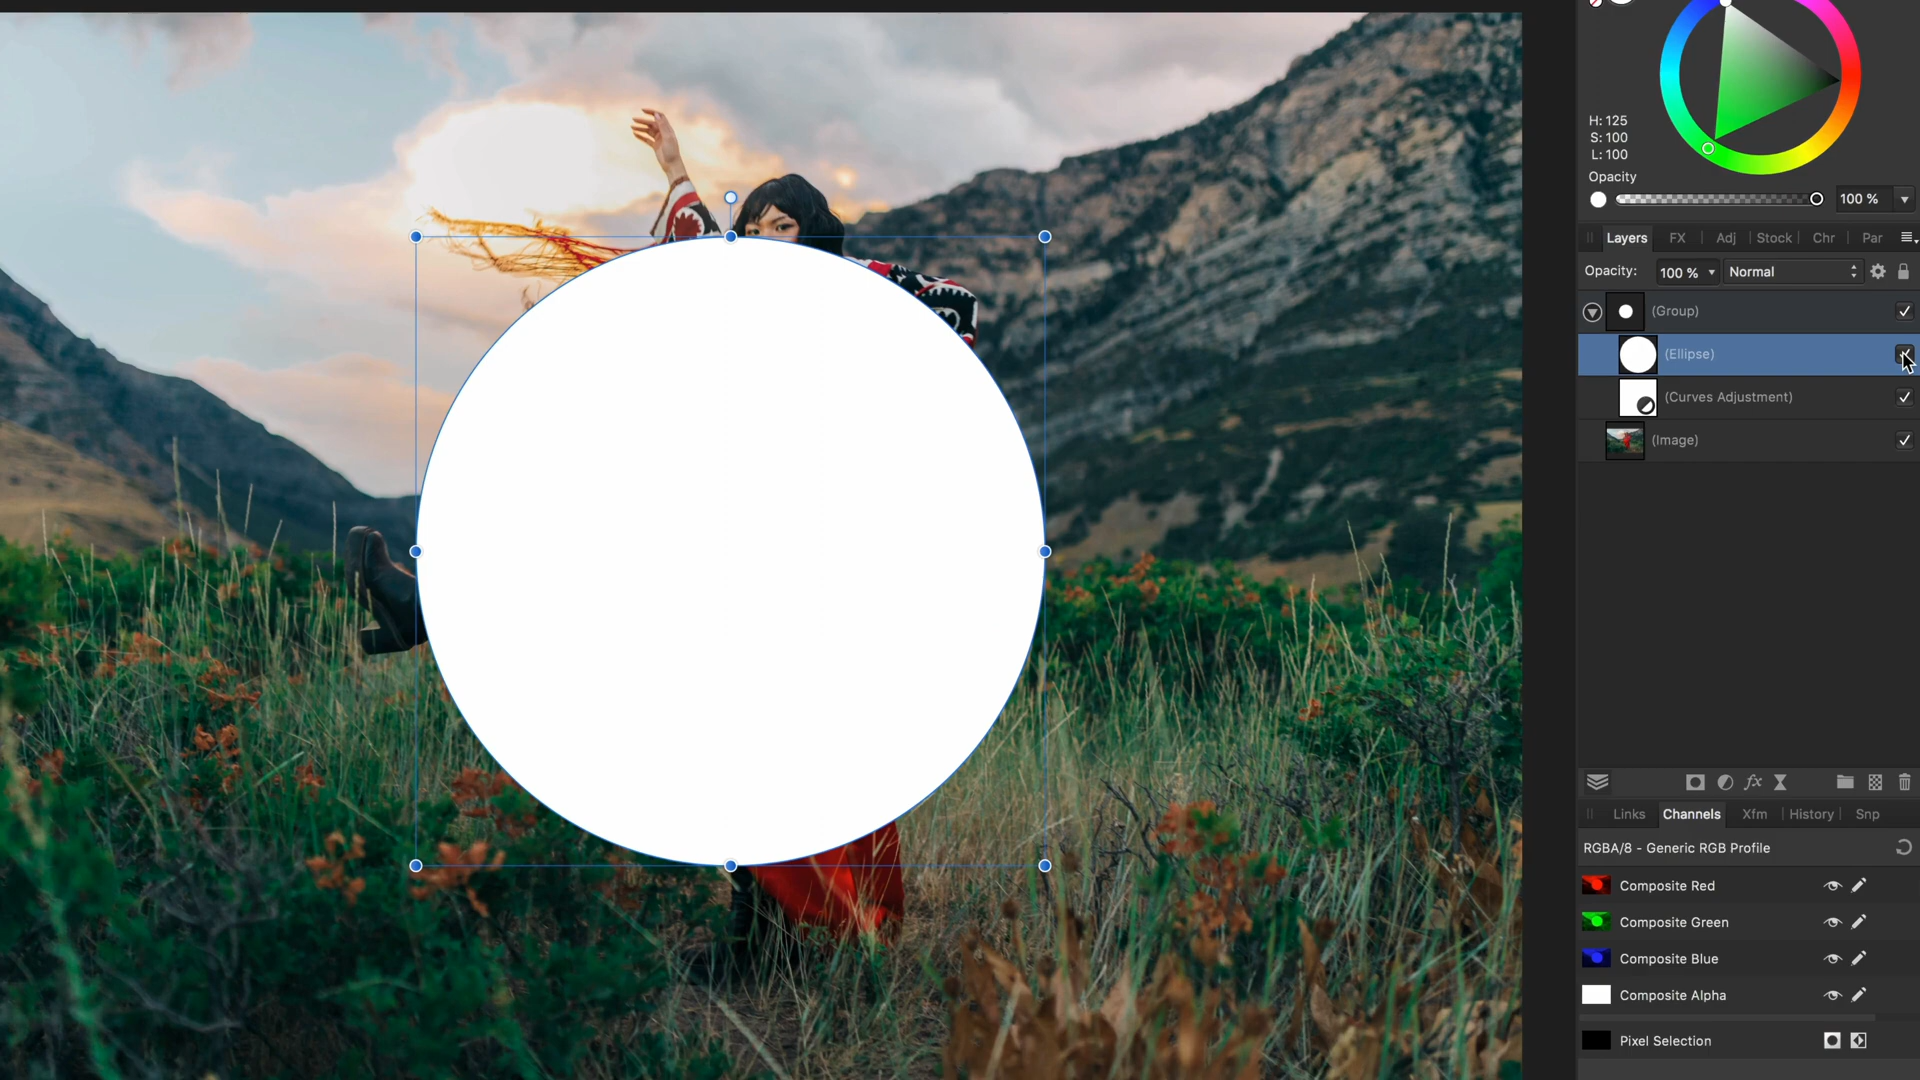 H: 125
S: 100
L: 100
Opacity
100 %
Layers FX Adj Stock Chr Par
Opacity: 100 % Normal
(Group)
(Ellipse)
(Curves Adjustment)
(Image)
fx
Links Channels Xfm History Snp
RGBA/8 - Generic RGB Profile
Composite Red
Composite Green
Composite Blue
Composite Alpha
Pixel Selection